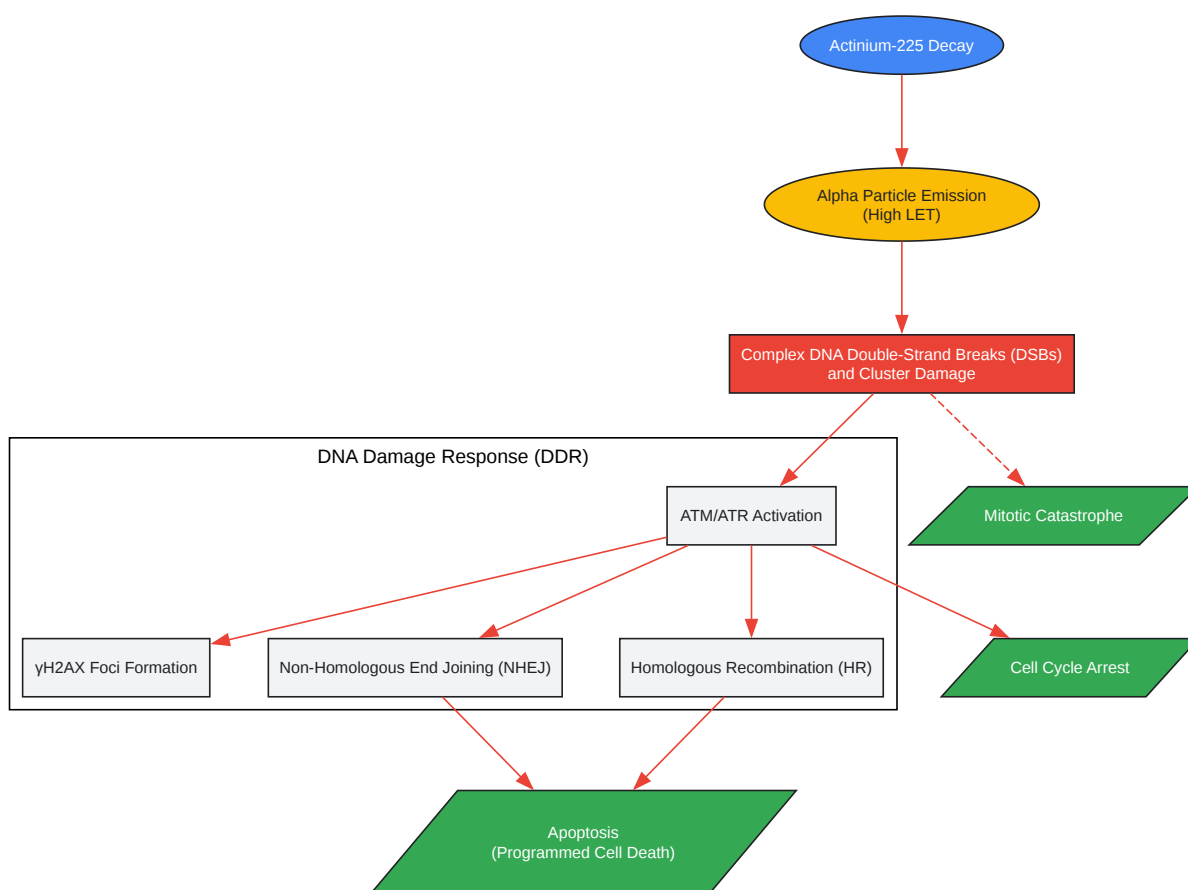 Actinium-225 Decay
Alpha Particle Emission
(High LET)
Complex DNA Double-Strand Breaks (DSBs)
and Cluster Damage
DNA Damage Response (DDR)
ATM/ATR Activation
Mitotic Catastrophe
γH2AX Foci Formation
Non-Homologous End Joining (NHEJ)
Homologous Recombination (HR)
Cell Cycle Arrest
Apoptosis
(Programmed Cell Death)